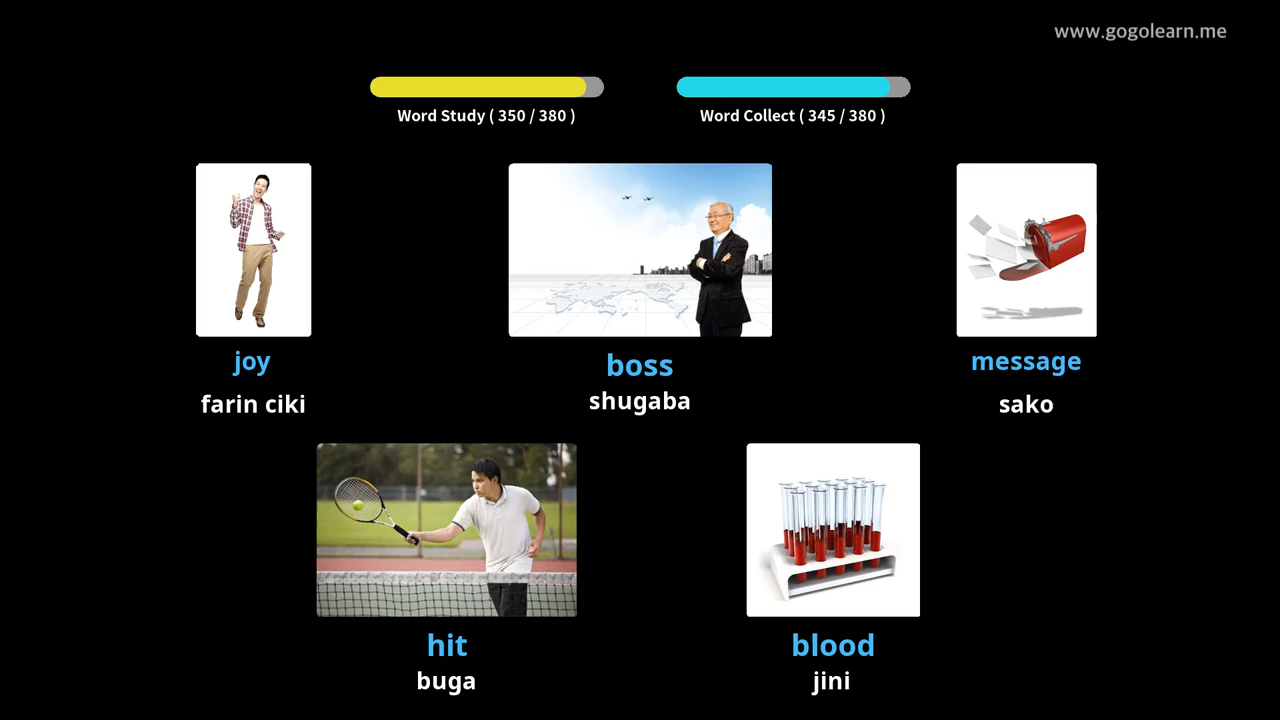 www.gogolearn.me
Word Study ( 350 / 380 )
Word Collect ( 345 / 380 )
joy
farin ciki
boss
shugaba
message
sako
hit
buga
blood
jini